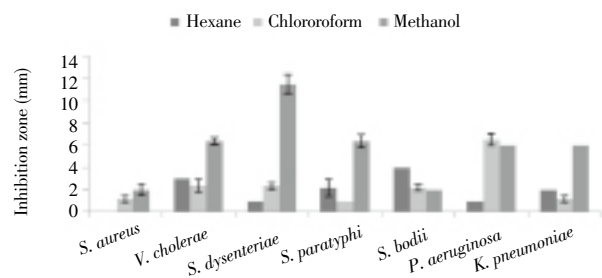 Hexane Chlororoform Methanol
Inhibition zone (mm)
14
12
10
8
6
4
2
0
S. aureus
V. cholerae
S. dysenteriae
S. paratyphi
S. bodii
P. aeruginosa
K. pneumoniae